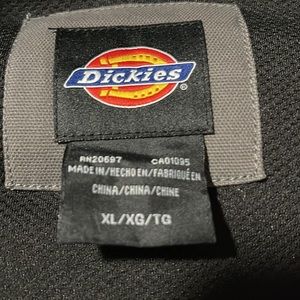 Dickies
RN20697 CA01095
MADE IN/HECHO EN/FABRIQUÉ EN
CHINA/CHINA/CHINE
XL/XG/TG